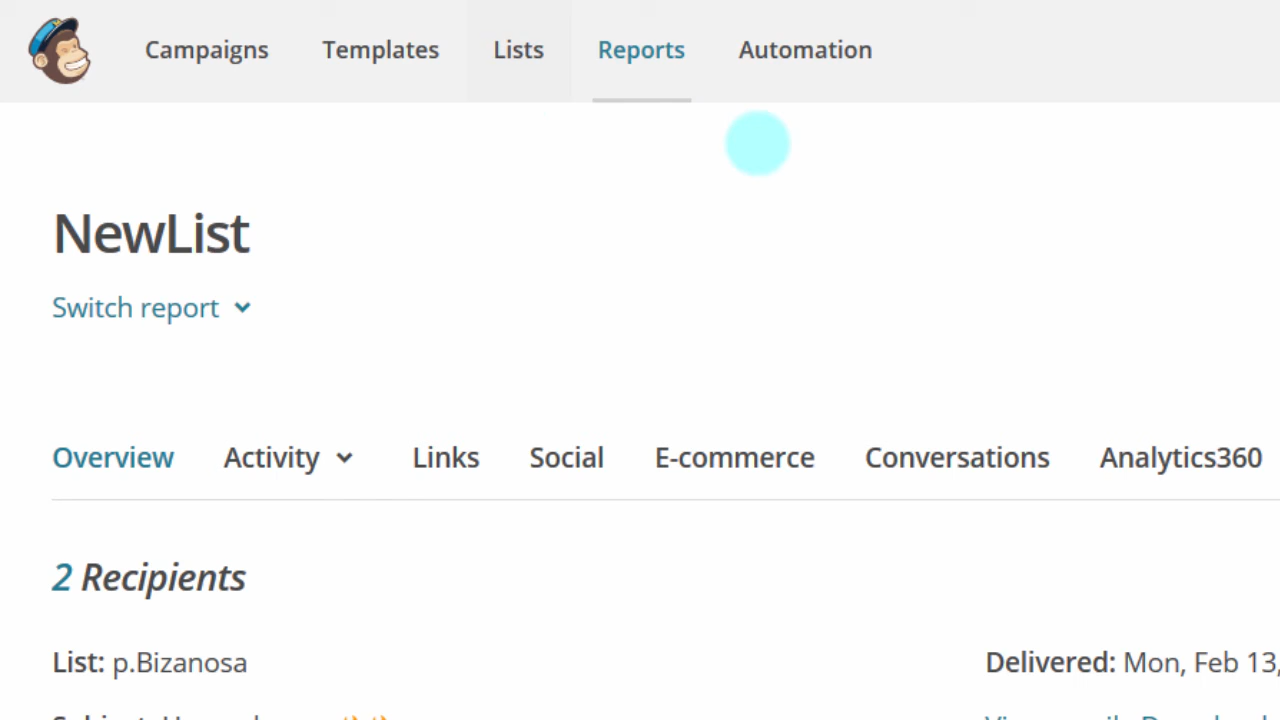 Campaigns Templates Lists Reports Automation
NewList
Switch report
Overview Activity Links Social E-commerce Conversations Analytics360
2 Recipients
List: p.Bizanosa
Delivered: Mon, Feb 13,